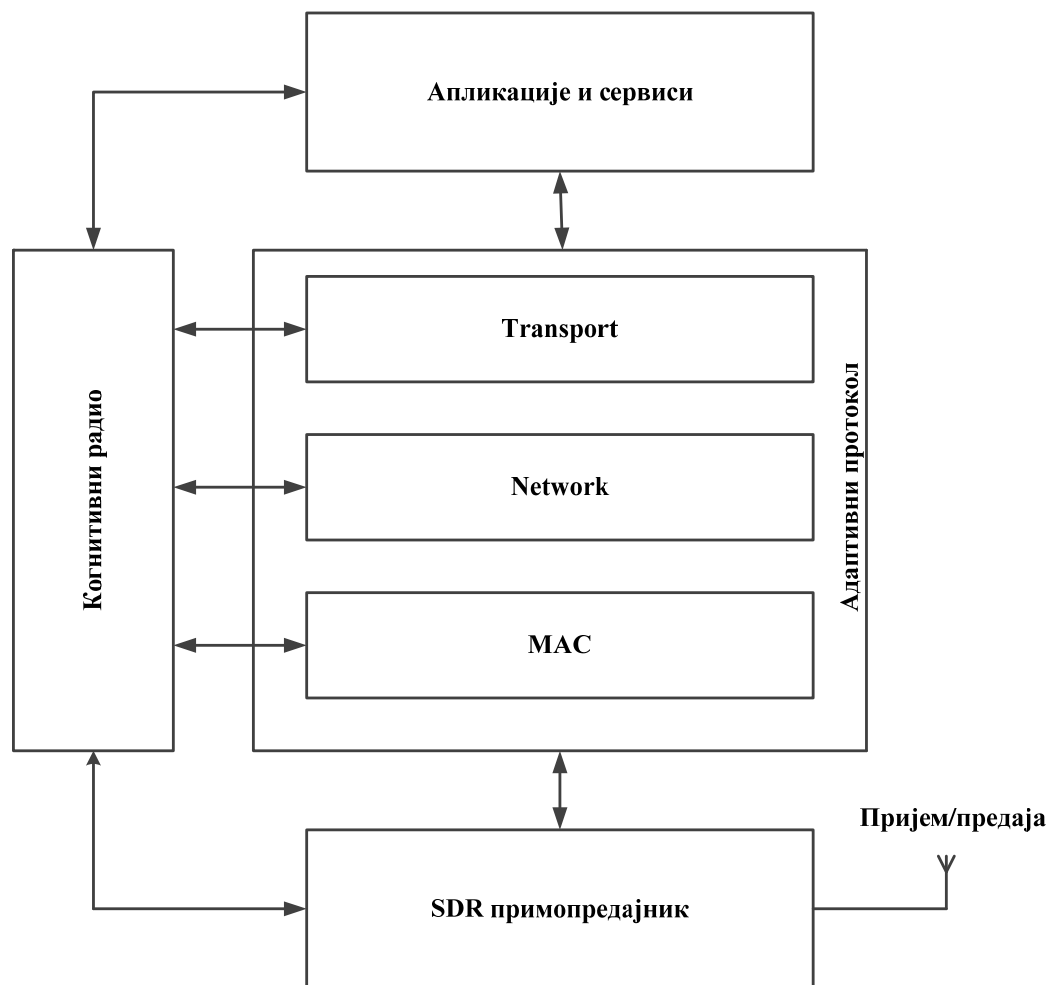 Апликације и сервиси
Transport
Network
MAC
Когнитивни радио
Адаптивни протокол
Пријем/предаја
SDR примопредајник